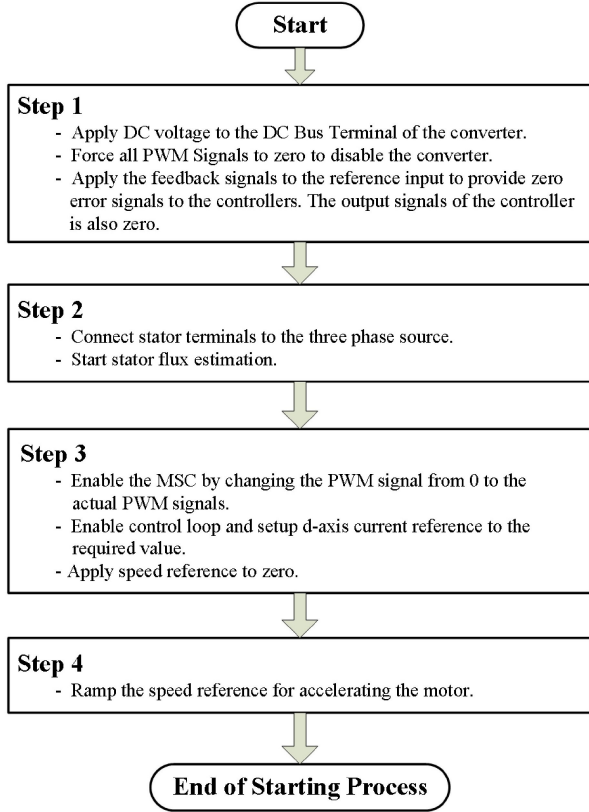 Start
Step 1
- Apply DC voltage to the DC Bus Terminal of the converter.
- Force all PWM Signals to zero to disable the converter.
- Apply the feedback signals to the reference input to provide zero
error signals to the controllers. The output signals of the controller
is also zero.
Step 2
- Connect stator terminals to the three phase source.
- Start stator flux estimation.
Step 3
- Enable the MSC by changing the PWM signal from 0 to the
actual PWM signals.
- Enable control loop and setup d-axis current reference to the
required value.
- Apply speed reference to zero.
Step 4
- Ramp the speed reference for accelerating the motor.
End of Starting Process